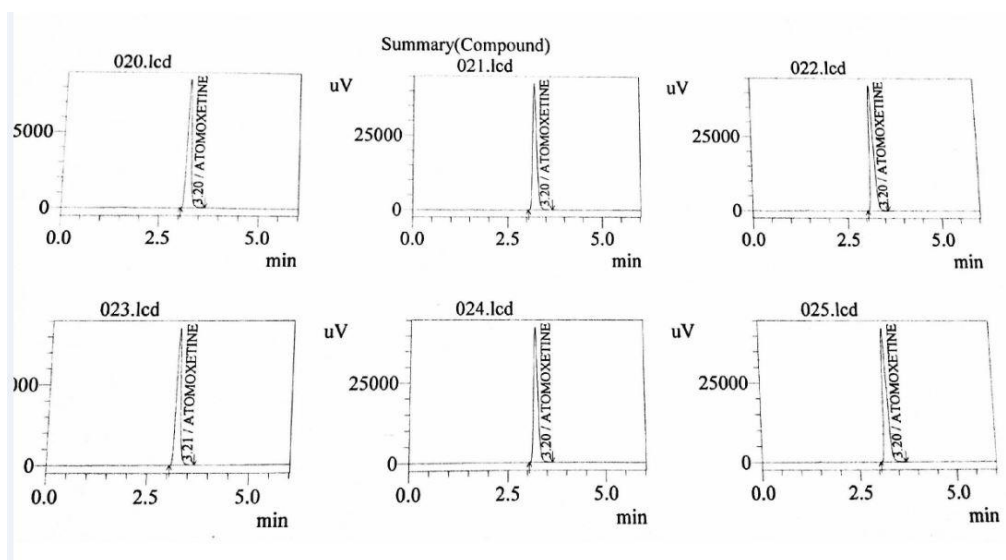 Summary(Compound)
020.lcd
5000
0
3.20 / ATOMOXETINE
0.0 2.5 5.0
min
021.lcd
uV
25000
0
3.20 / ATOMOXETINE
0.0 2.5 5.0
min
022.lcd
uV
25000
0
3.20 / ATOMOXETINE
0.0 2.5 5.0
min
023.lcd
000
0
3.21 / ATOMOXETINE
0.0 2.5 5.0
min
024.lcd
uV
25000
0
3.20 / ATOMOXETINE
0.0 2.5 5.0
min
025.lcd
uV
25000
0
3.20 / ATOMOXETINE
0.0 2.5 5.0
min